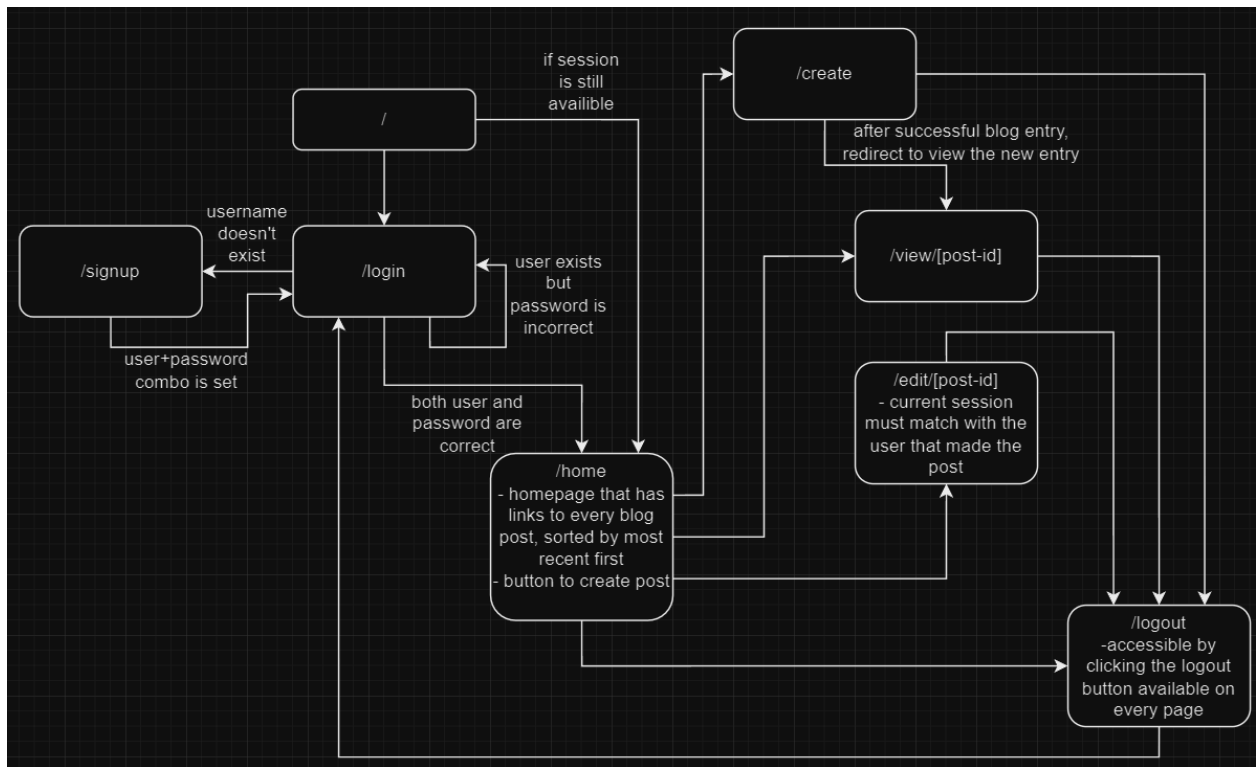 if session
is still
availible
/create
/
after successful blog entry,
redirect to view the new entry
username
doesn't
exist
/signup
/login
user exists
but
password is
incorrect
/view/[post-id]
user+password
combo is set
both user and
password are
correct
/edit/[post-id]
- current session
must match with the
user that made the
post
/home
- homepage that has
links to every blog
post, sorted by most
recent first
- button to create post
/logout
-accessible by
clicking the logout
button available on
every page